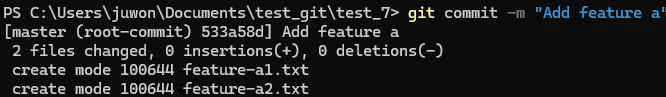 PS C:\Users\juwon\Documents\test_git\test_7> git commit -m "Add feature a"
[master (root-commit) 533a58d] Add feature a
 2 files changed, 0 insertions(+), 0 deletions(-)
 create mode 100644 feature-a1.txt
 create mode 100644 feature-a2.txt